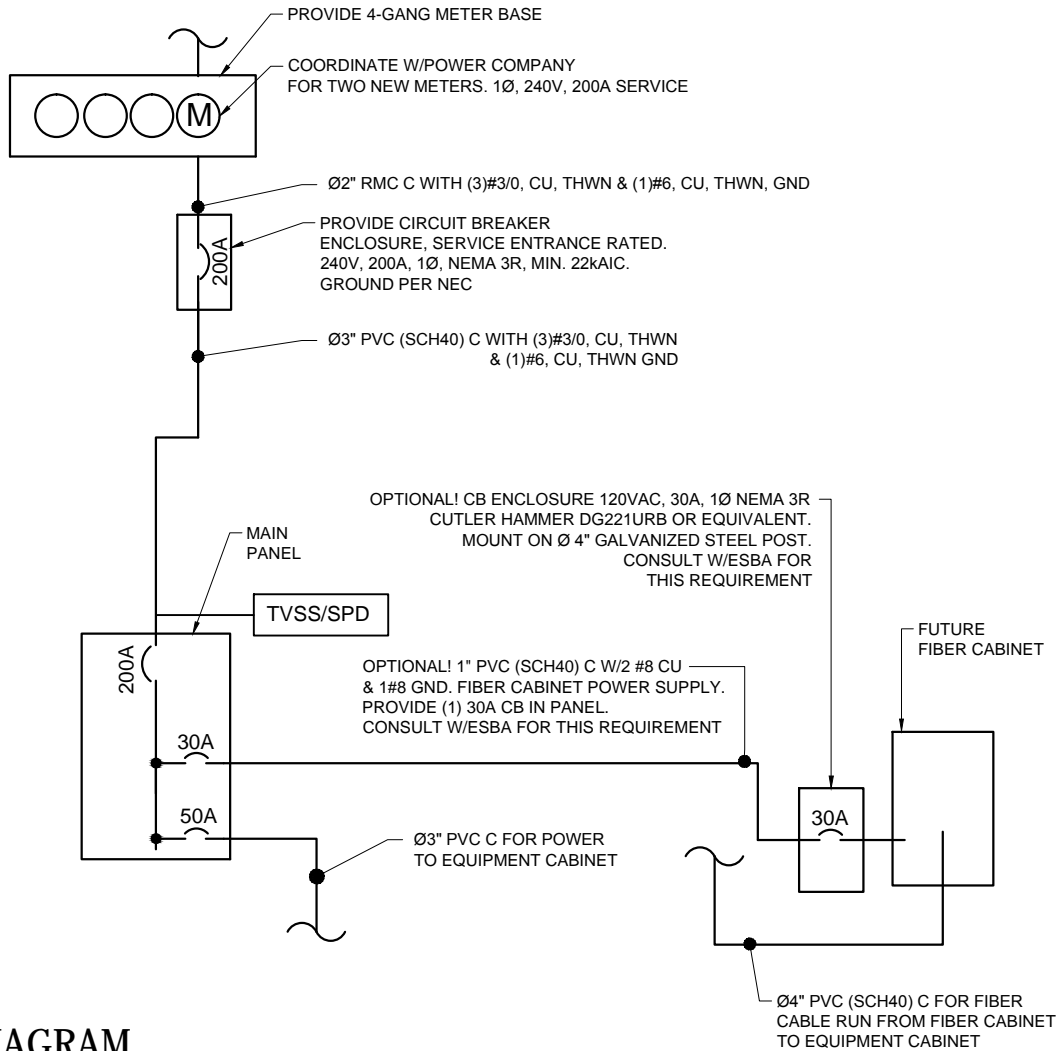 PROVIDE 4-GANG METER BASE
COORDINATE W/POWER COMPANY
FOR TWO NEW METERS. 1Ø, 240V, 200A SERVICE
M
Ø2" RMC C WITH (3)#3/0, CU, THWN & (1)#6, CU, THWN, GND
PROVIDE CIRCUIT BREAKER
ENCLOSURE, SERVICE ENTRANCE RATED.
240V, 200A, 1Ø, NEMA 3R, MIN. 22kAIC.
GROUND PER NEC
200A
Ø3" PVC (SCH40) C WITH (3)#3/0, CU, THWN
& (1)#6, CU, THWN GND
OPTIONAL! CB ENCLOSURE 120VAC, 30A, 1Ø NEMA 3R
CUTLER HAMMER DG221URB OR EQUIVALENT.
MOUNT ON Ø 4" GALVANIZED STEEL POST.
CONSULT W/ESBA FOR
THIS REQUIREMENT
MAIN
PANEL
TVSS/SPD
FUTURE
FIBER CABINET
200A
OPTIONAL! 1" PVC (SCH40) C W/2 #8 CU
& 1#8 GND. FIBER CABINET POWER SUPPLY.
PROVIDE (1) 30A CB IN PANEL.
CONSULT W/ESBA FOR THIS REQUIREMENT
30A
50A
30A
Ø3" PVC C FOR POWER
TO EQUIPMENT CABINET
Ø4" PVC (SCH40) C FOR FIBER
CABLE RUN FROM FIBER CABINET
TO EQUIPMENT CABINET